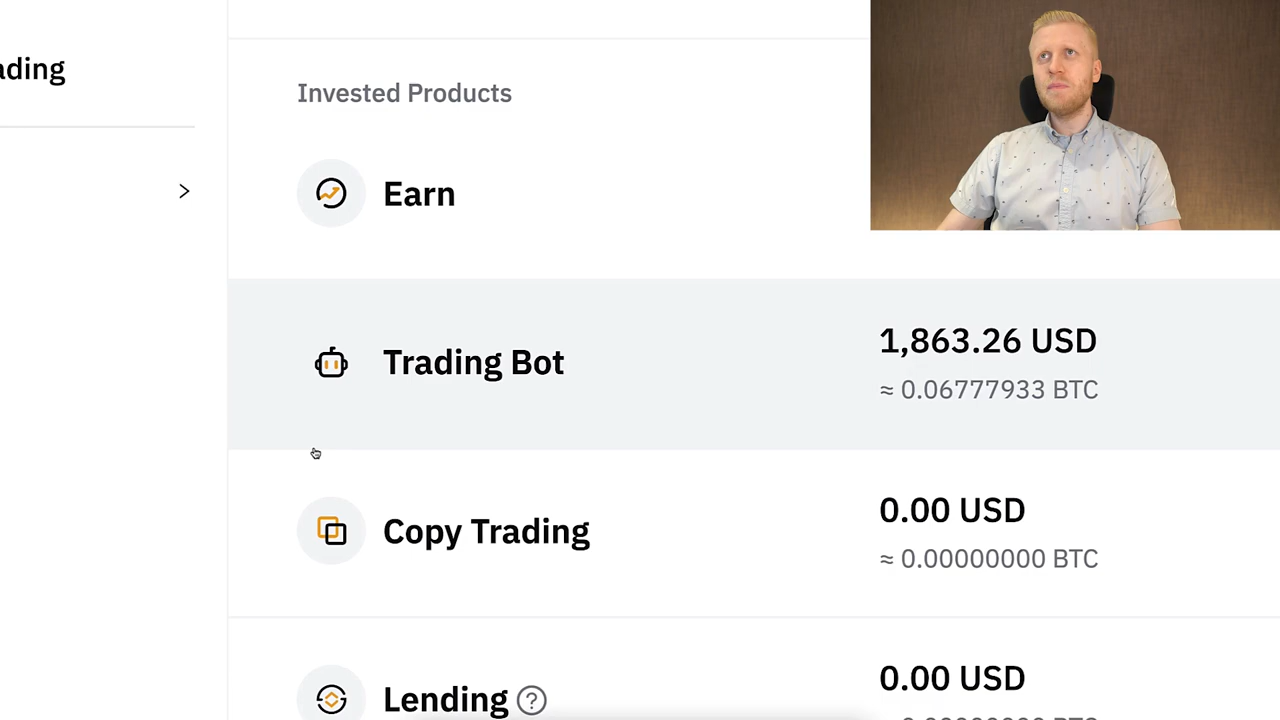 ading
Invested Products
Earn
Trading Bot
1,863.26 USD
≈ 0.06777933 BTC
Copy Trading
0.00 USD
≈ 0.00000000 BTC
Lending ?
0.00 USD